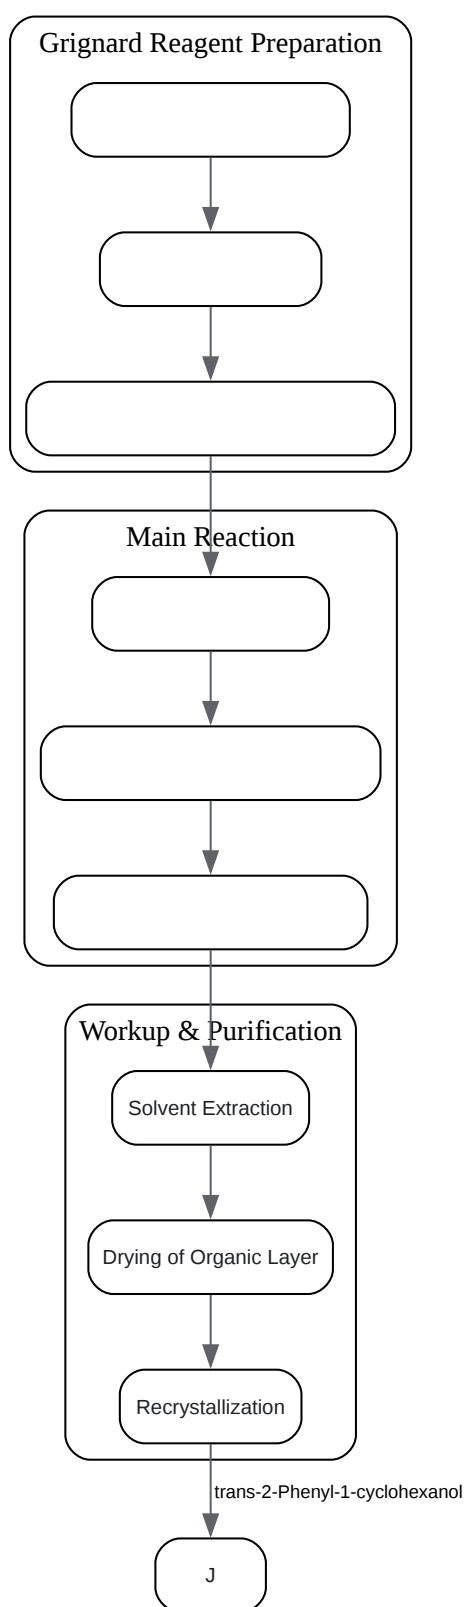 Grignard Reagent Preparation
Main Reaction
Workup & Purification
Solvent Extraction
Drying of Organic Layer
Recrystallization
trans-2-Phenyl-1-cyclohexanol
J